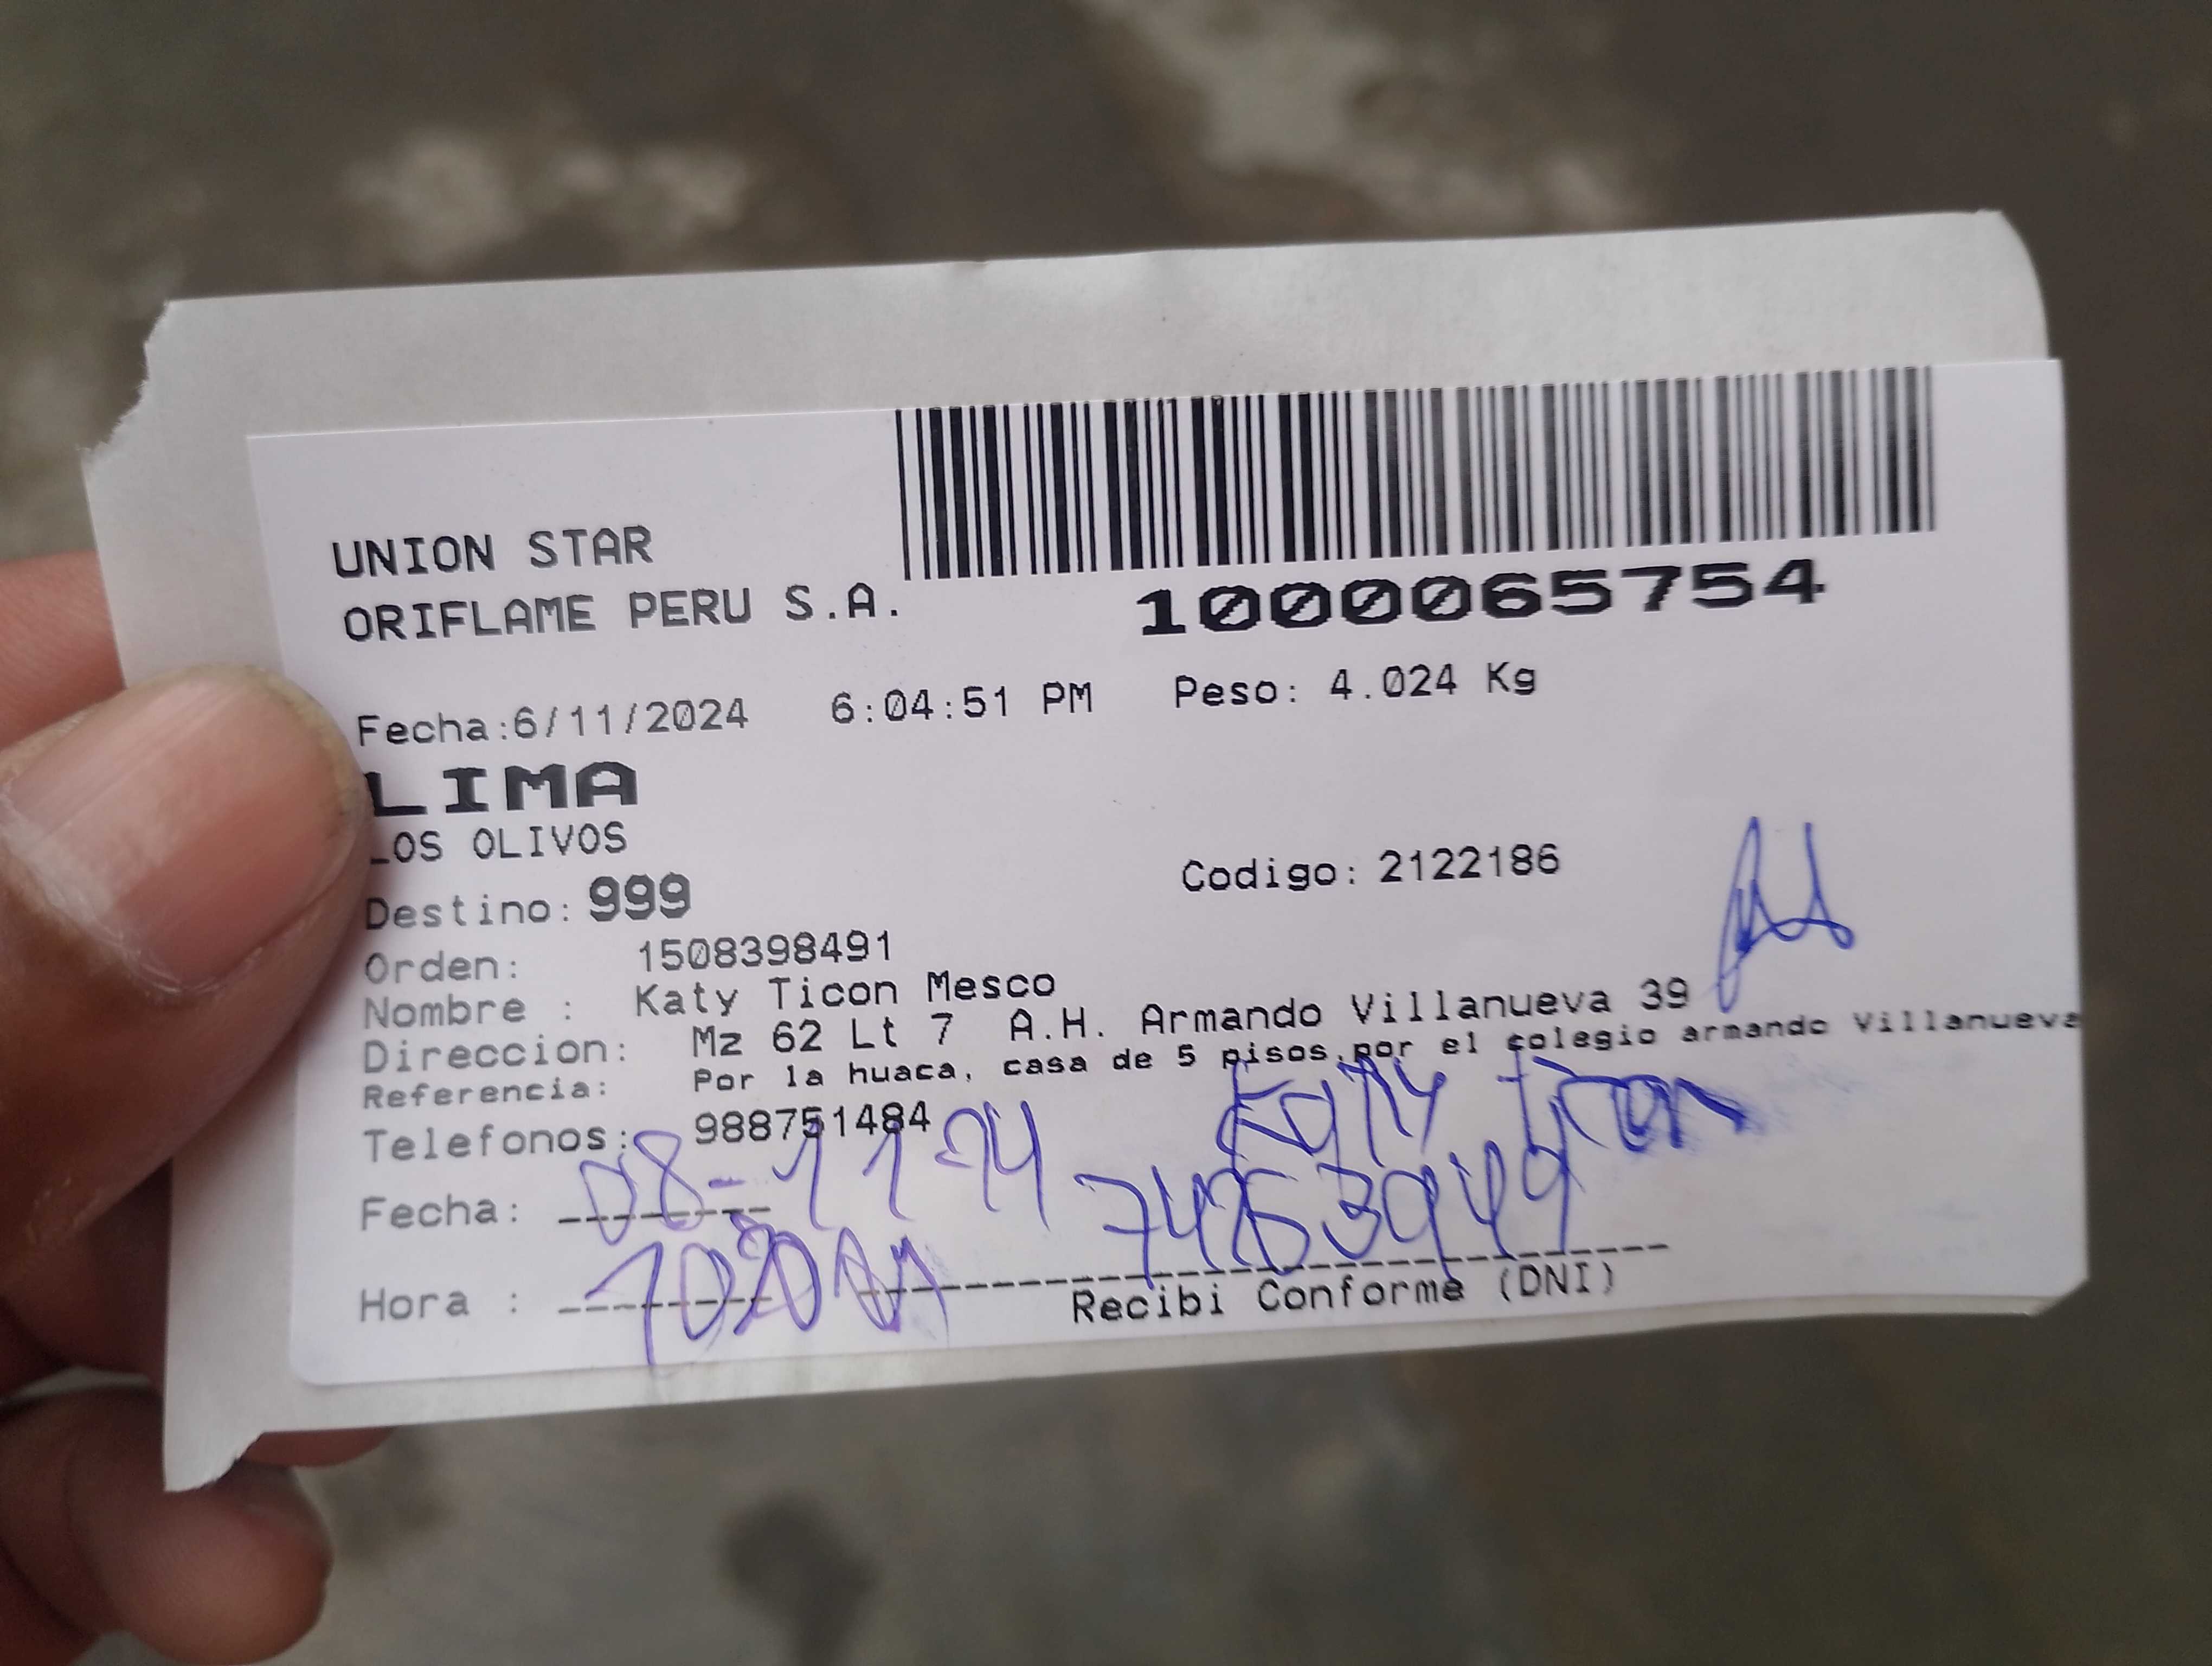 UNION STAR
ORIFLAME PERU S.A.
1000065754
Fecha:6/11/2024 6:04:51 PM Peso: 4.024 Kg
LIMA
LOS OLIVOS
Codigo: 2122186
Destino: 999
Orden: 1508398491
Nombre : Katy Ticon Mesco
Direccion: Mz 62 Lt 7 A.H. Armando Villanueva 39
Referencia: Por la huaca, casa de 5 pisos,por el colegio armando Villanueva
Telefonos: 988751484
Katy Ticon
Fecha: 08-11
Hora :
Recibi Conforme (DNI)